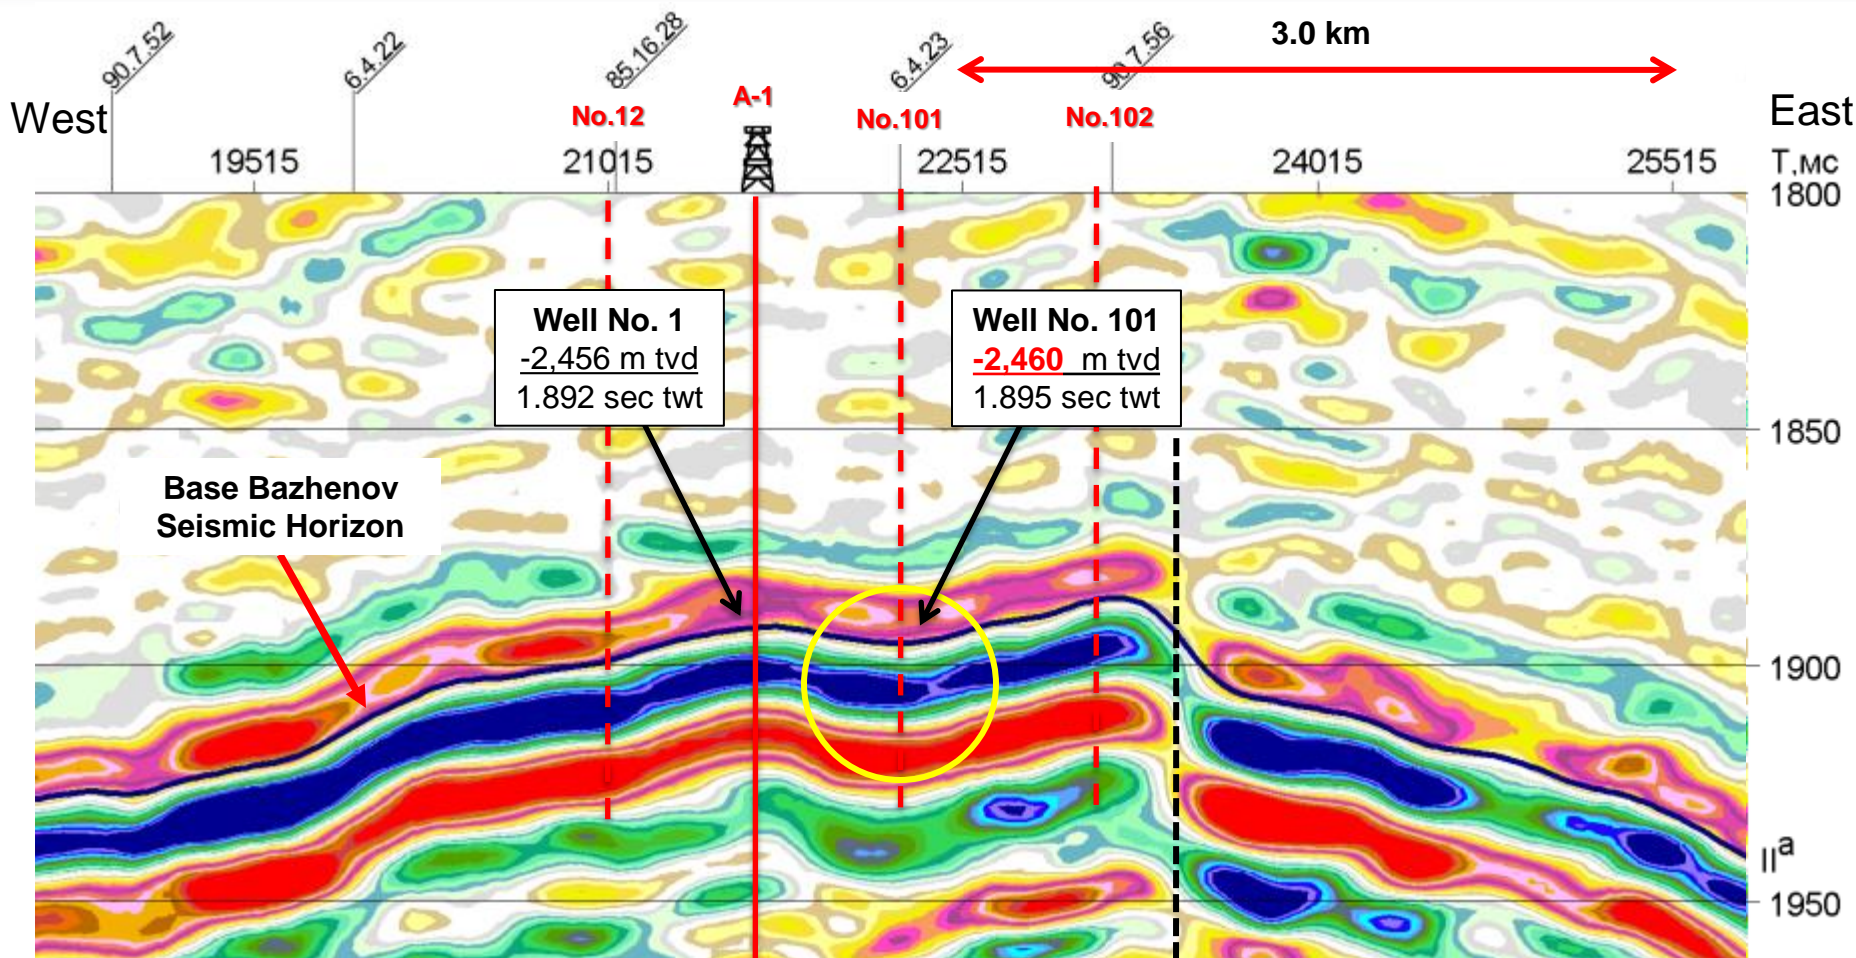 90.7.52
6.4.22
85.16.28
6.4.23
90.7.56
3.0 km
West
No.12
A-1
No.101
No.102
East
19515
21015
22515
24015
25515
Т,мс
1800
Well No. 1
-2,456 m tvd
1.892 sec twt
Well No. 101
-2,460 m tvd
1.895 sec twt
1850
Base Bazhenov
Seismic Horizon
1900
IIa
1950